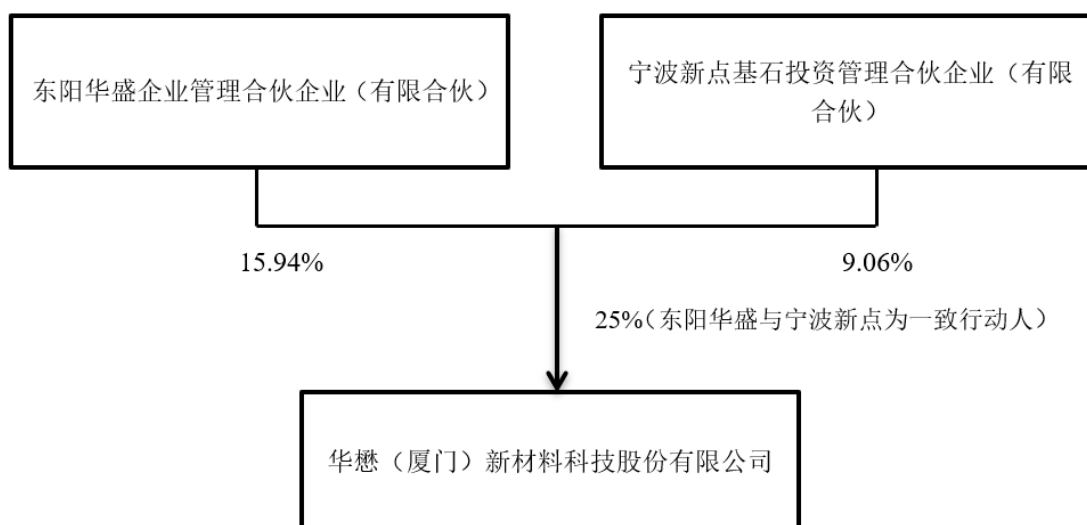 东阳华盛企业管理合伙企业（有限合伙）
宁波新点基石投资管理合伙企业（有限
合伙）
15.94%
9.06%
25%（东阳华盛与宁波新点为一致行动人）
华懋（厦门）新材料科技股份有限公司